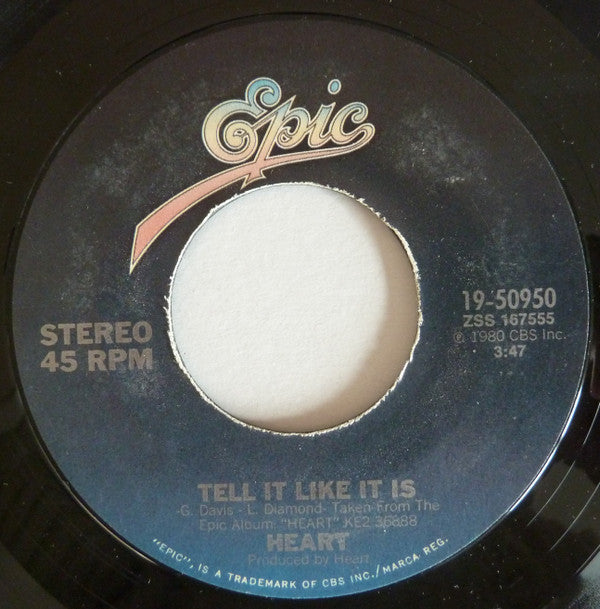 Epic
STEREO
45 RPM
19-50950
ZSS 167555
℗ 1980 CBS Inc.
3:47
TELL IT LIKE IT IS
-G. Davis - L. Diamond- Taken From The
Epic Album: "HEART" KE2 36888
HEART
Produced by Heart
"EPIC", IS A TRADEMARK OF CBS INC./MARCA REG.